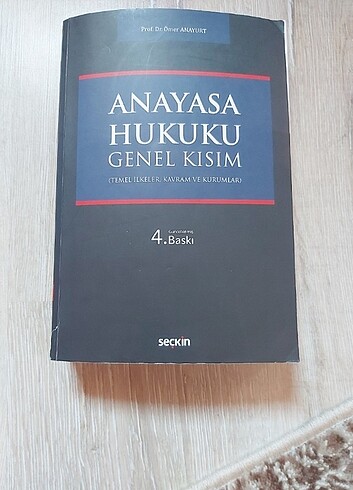 Prof. Dr. Ömer ANAYURT
ANAYASA
HUKUKU
GENEL KISIM
(TEMEL İLKELER, KAVRAM VE KURUMLAR)
4. Baskı
seçkin